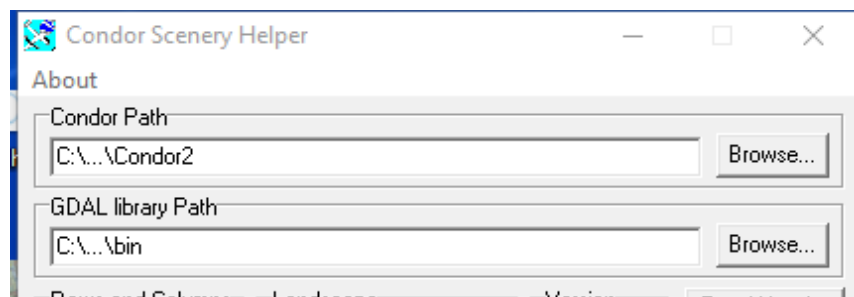 Condor Scenery Helper
About
Condor Path
C:\...\Condor2
Browse...
GDAL library Path
C:\...\bin
Browse...